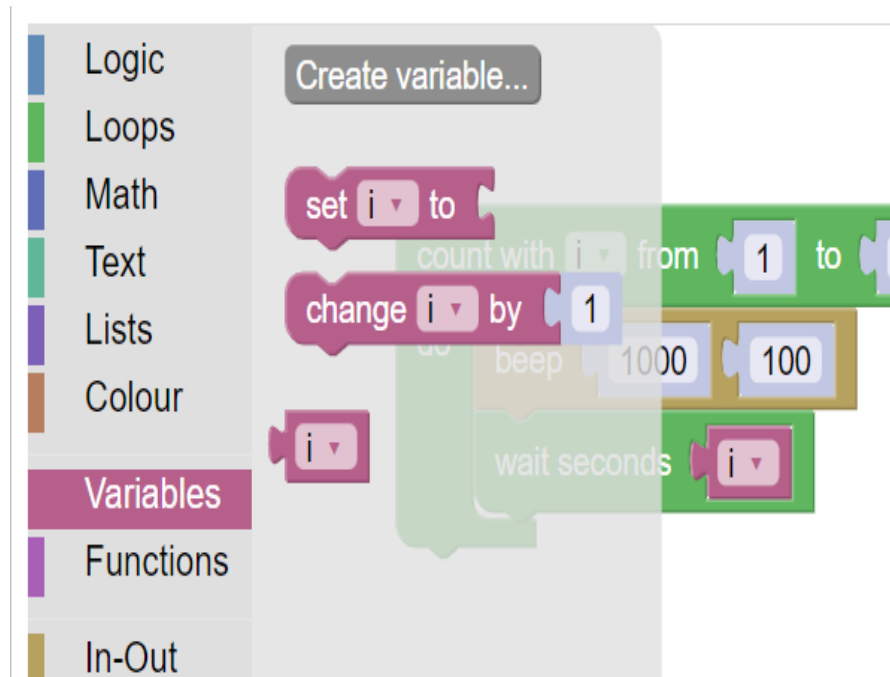 Logic
Loops
Math
Text
Lists
Colour
Variables
Functions
In-Out
Create variable...
set i to
change i by 1
i
count with i from 1 to
do
beep 1000 100
wait seconds i